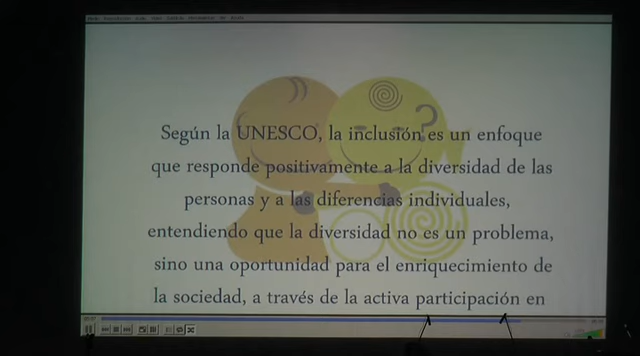 Según la UNESCO, la inclusión es un enfoque
que responde positivamente a la diversidad de las
personas y a las diferencias individuales,
entendiendo que la diversidad no es un problema,
sino una oportunidad para el enriquecimiento de
la sociedad, a través de la activa participación en